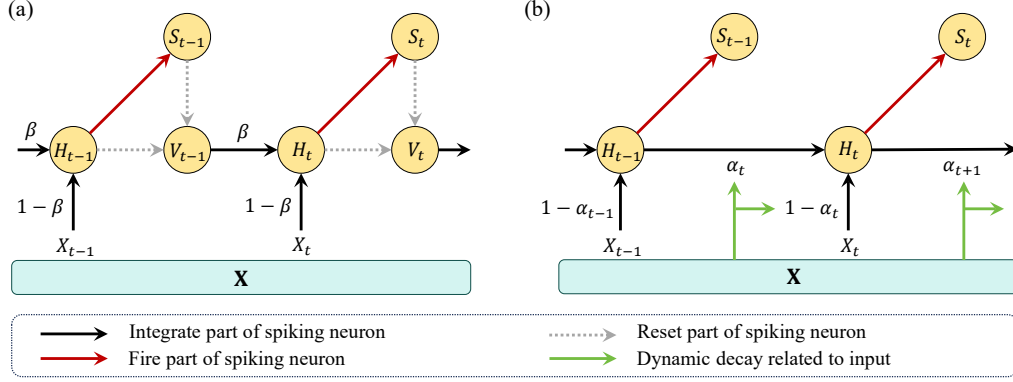 (a)
(b)
S_{t-1}
S_t
S_{t-1}
S_t
β
H_{t-1}
V_{t-1}
β
H_t
V_t
H_{t-1}
H_t
α_t
α_{t+1}
1 − β
1 − β
1 − α_{t-1}
1 − α_t
X_{t-1}
X_t
X_{t-1}
X_t
X
X
Integrate part of spiking neuron
Reset part of spiking neuron
Fire part of spiking neuron
Dynamic decay related to input